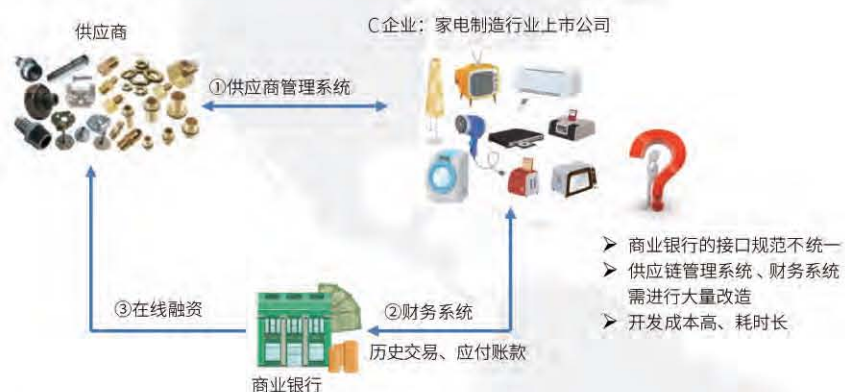 供应商
C企业：家电制造行业上市公司
①供应商管理系统
➢ 商业银行的接口规范不统一
➢ 供应链管理系统、财务系统
需进行大量改造
➢ 开发成本高、耗时长
③在线融资
②财务系统
历史交易、应付账款
商业银行